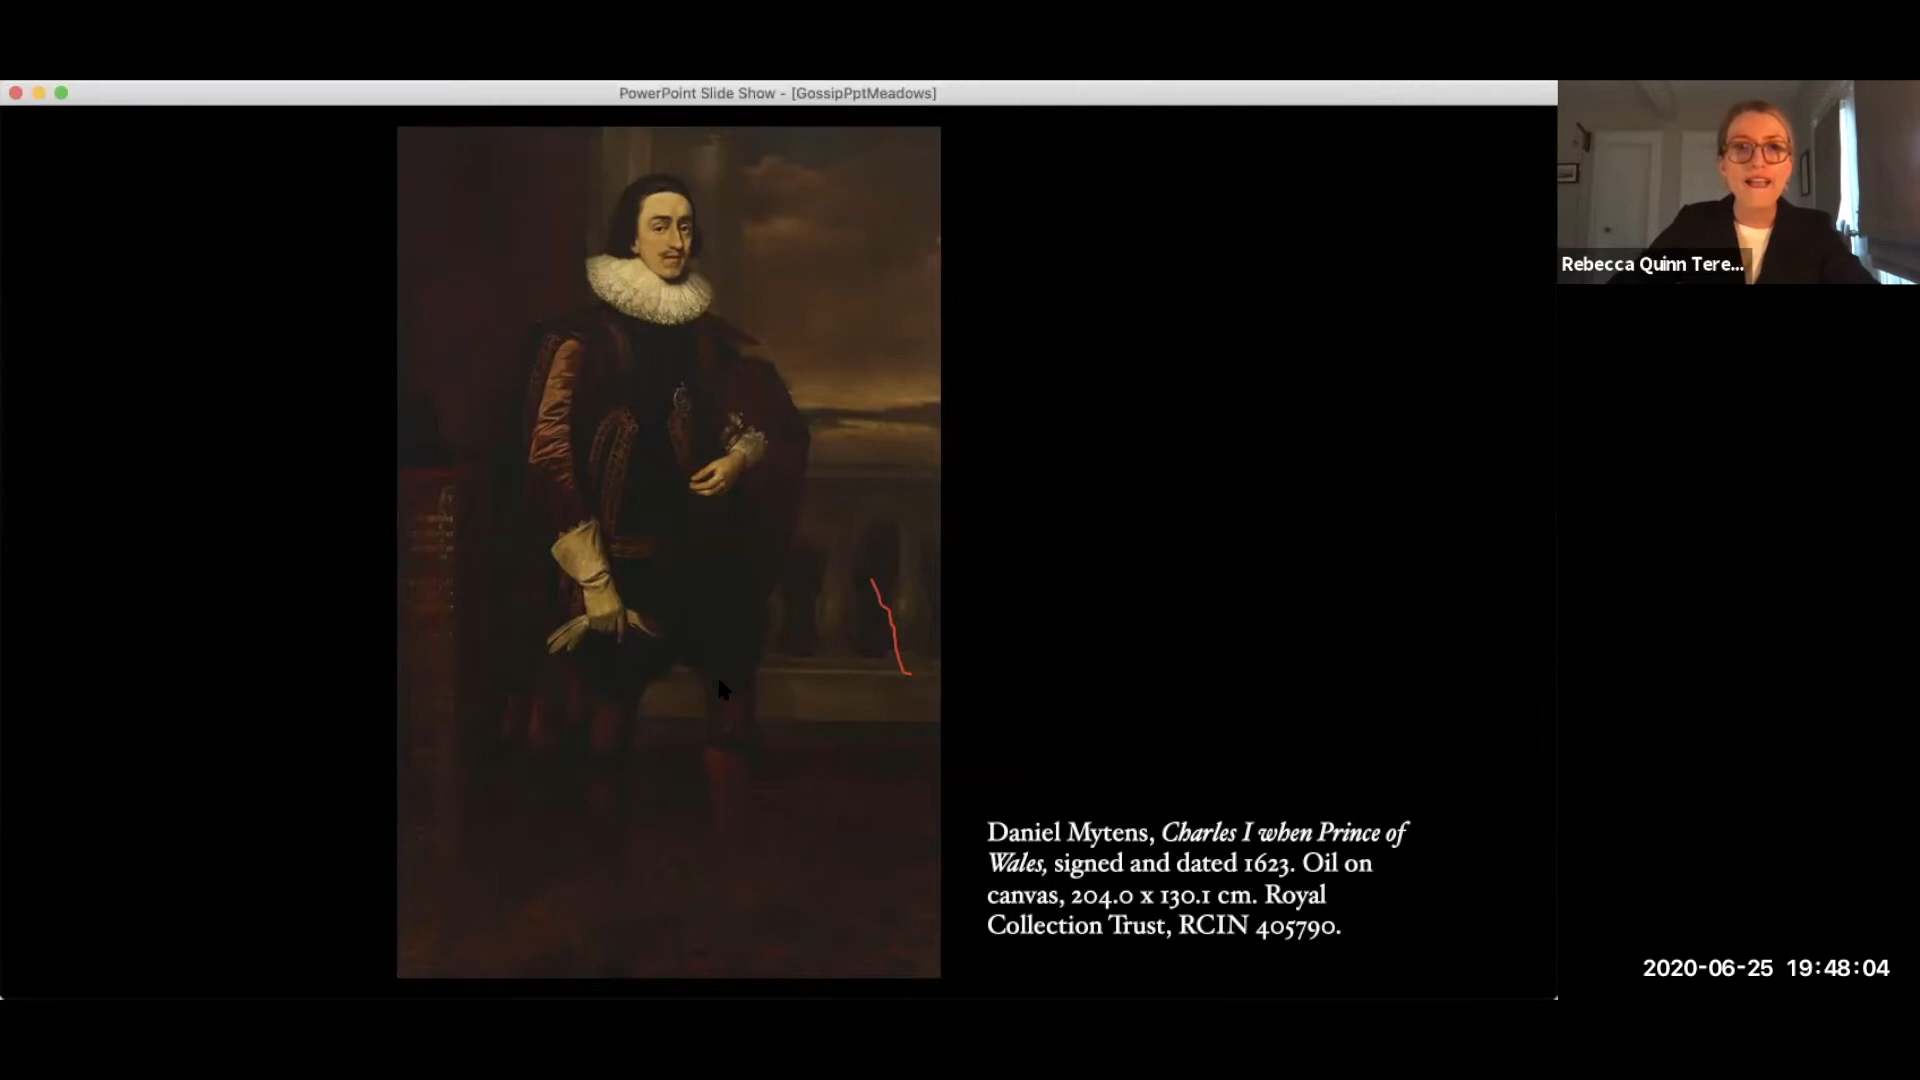 PowerPoint Slide Show - [GossipPptMeadows]
Rebecca Quinn Tere...
Daniel Mytens, Charles I when Prince of
Wales, signed and dated 1623. Oil on
canvas, 204.0 x 130.1 cm. Royal
Collection Trust, RCIN 405790.
2020-06-25 19:48:04